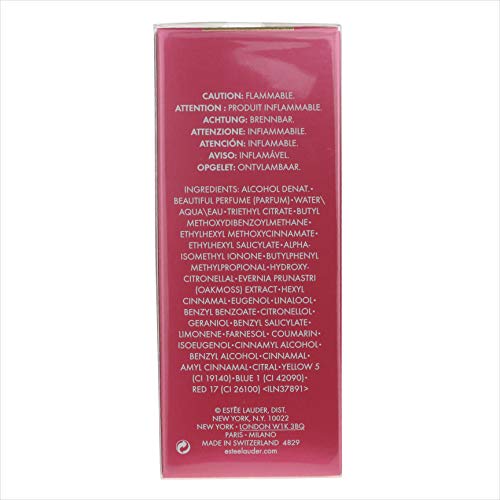 CAUTION: FLAMMABLE.
ATTENTION : PRODUIT INFLAMMABLE.
ACHTUNG: BRENNBAR.
ATTENZIONE: INFIAMMABILE.
ATENCIÓN: INFLAMABLE.
AVISO: INFLAMÁVEL.
OPGELET: ONTVLAMBAAR.
INGREDIENTS: ALCOHOL DENAT.•
BEAUTIFUL PERFUME (PARFUM)•WATER\
AQUA\EAU•TRIETHYL CITRATE•BUTYL
METHOXYDIBENZOYLMETHANE•
ETHYLHEXYL METHOXYCINNAMATE•
ETHYLHEXYL SALICYLATE•ALPHA-
ISOMETHYL IONONE•BUTYLPHENYL
METHYLPROPIONAL•HYDROXY-
CITRONELLAL•EVERNIA PRUNASTRI
(OAKMOSS) EXTRACT•HEXYL
CINNAMAL•EUGENOL•LINALOOL•
BENZYL BENZOATE•CITRONELLOL•
GERANIOL•BENZYL SALICYLATE•
LIMONENE•FARNESOL•COUMARIN•
ISOEUGENOL•CINNAMYL ALCOHOL•
BENZYL ALCOHOL•CINNAMAL•
AMYL CINNAMAL•CITRAL•YELLOW 5
(CI 19140)•BLUE 1 (CI 42090)•
RED 17 (CI 26100) <ILN37891>
© ESTÉE LAUDER, DIST.
NEW YORK, N.Y. 10022
NEW YORK • LONDON W1K 3BQ
PARIS • MILANO
MADE IN SWITZERLAND 4829
esteelauder.com